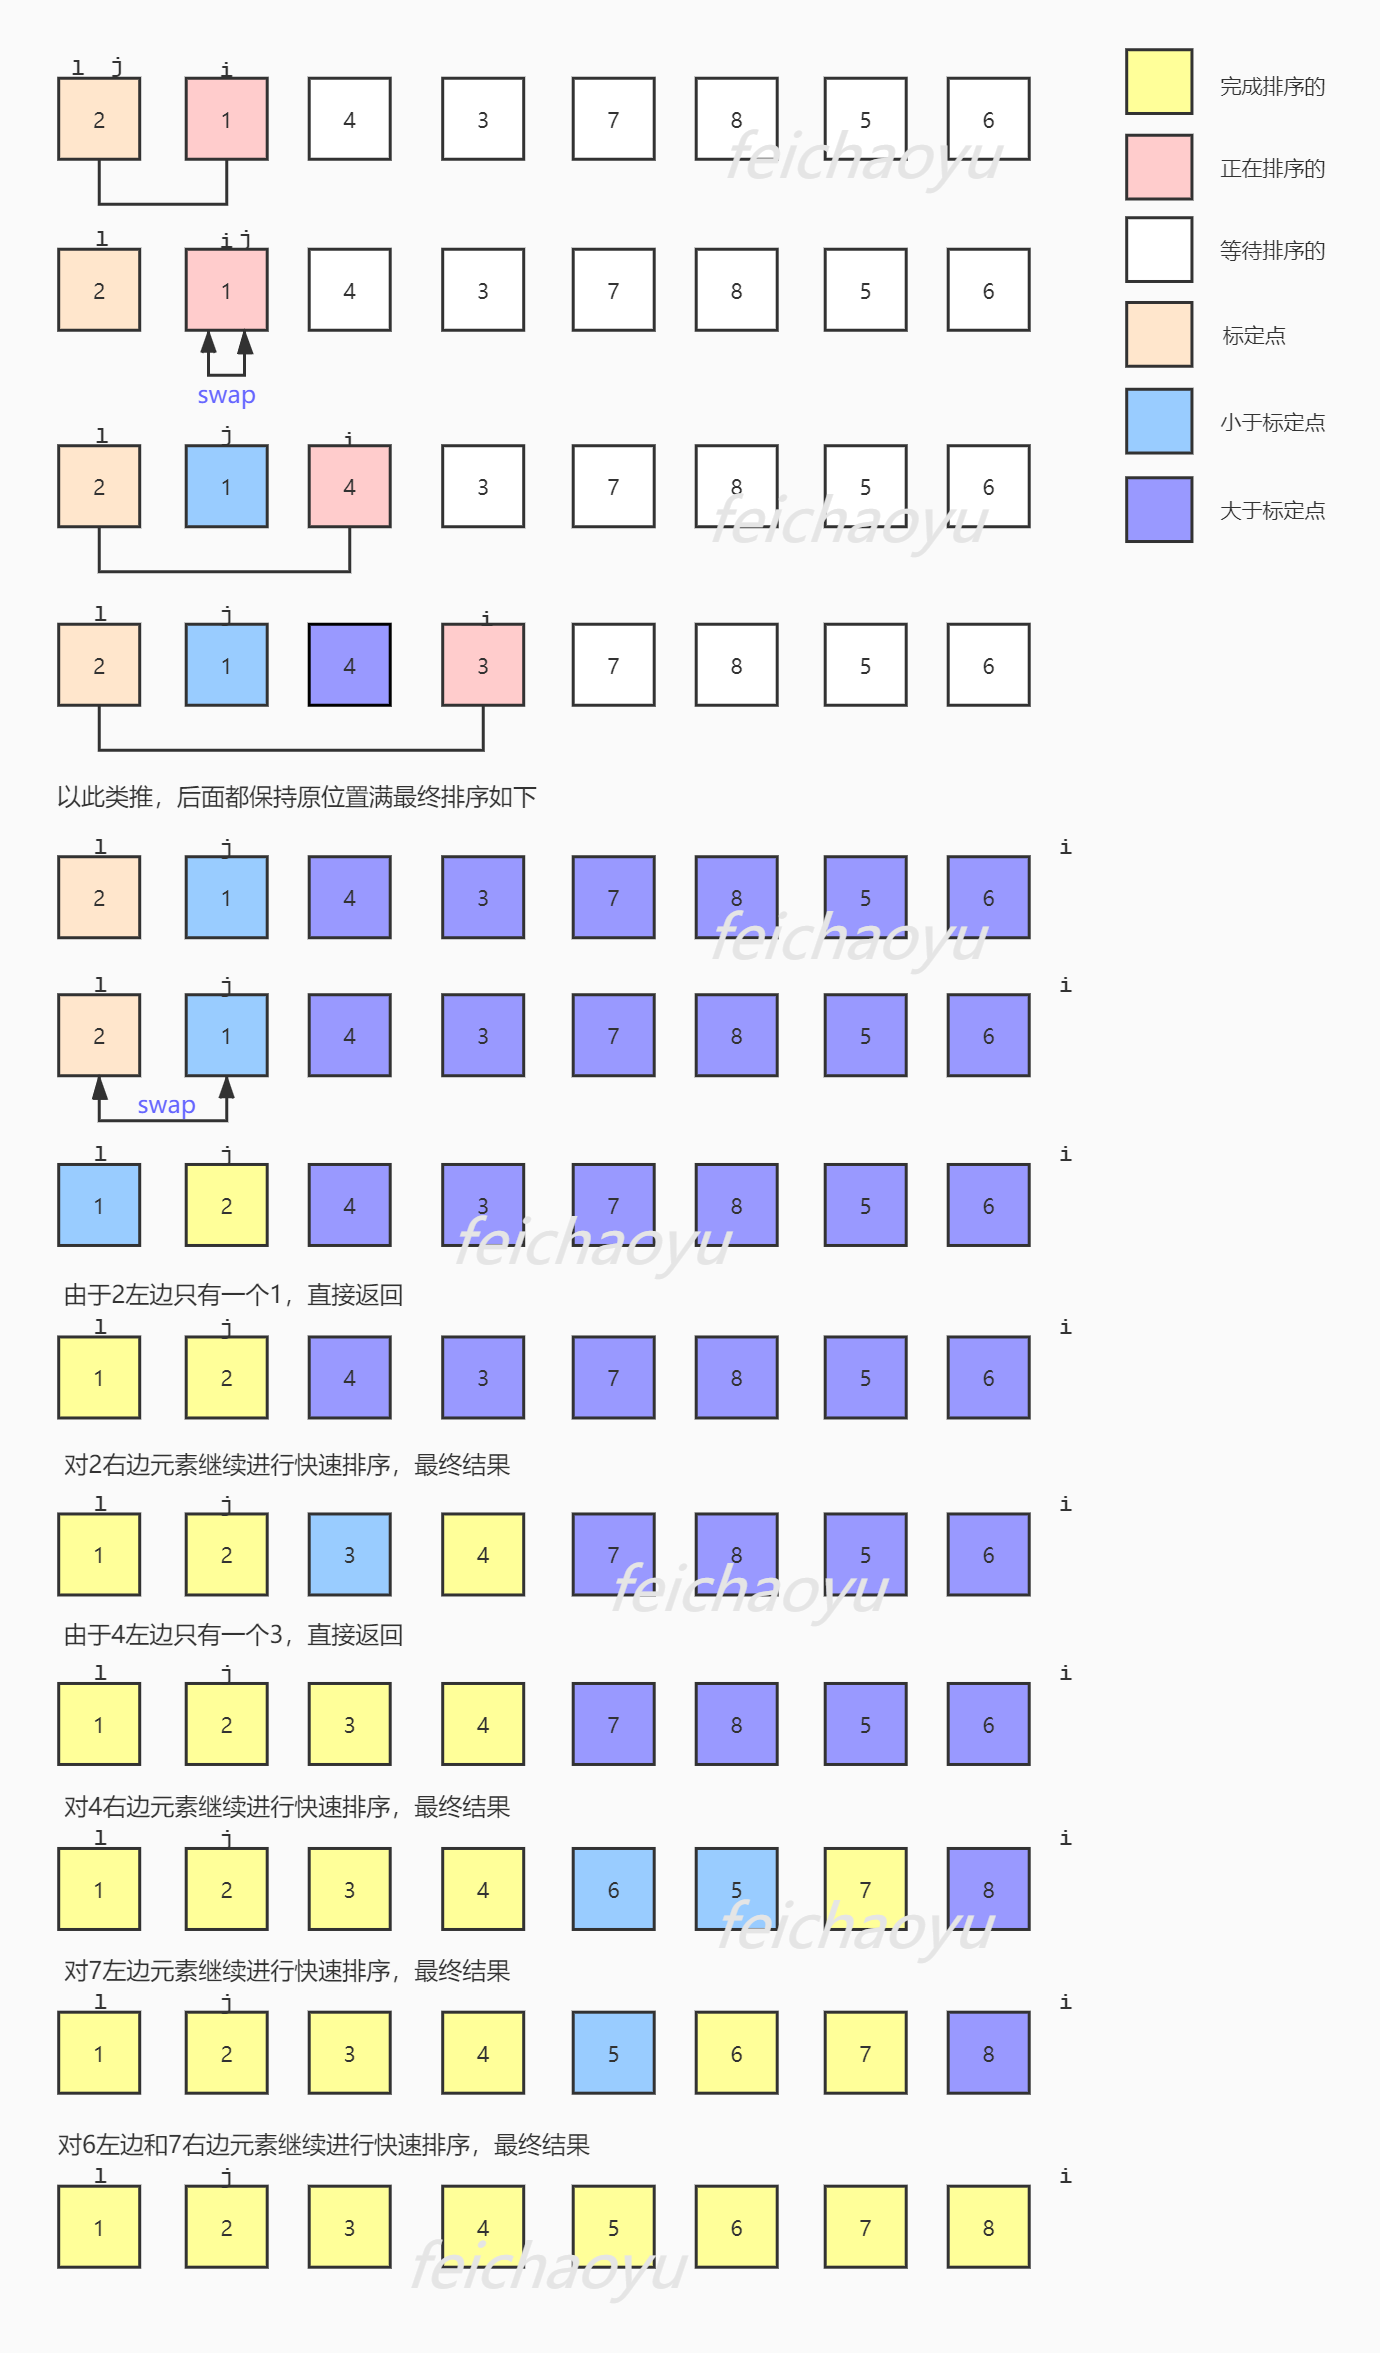 l j i
2 1 4 3 7 8 5 6
完成排序的
feichaoyu
正在排序的
l i j
2 1 4 3 7 8 5 6
等待排序的
swap
标定点
l j i
2 1 4 3 7 8 5 6
小于标定点
feichaoyu
大于标定点
l j i
2 1 4 3 7 8 5 6
以此类推，后面都保持原位置满最终排序如下
l j i
2 1 4 3 7 8 5 6
feichaoyu
l j i
2 1 4 3 7 8 5 6
swap
l j i
1 2 4 3 7 8 5 6
feichaoyu
由于2左边只有一个1，直接返回
l j i
1 2 4 3 7 8 5 6
对2右边元素继续进行快速排序，最终结果
l j i
1 2 3 4 7 8 5 6
feichaoyu
由于4左边只有一个3，直接返回
l j i
1 2 3 4 7 8 5 6
对4右边元素继续进行快速排序，最终结果
l j i
1 2 3 4 6 5 7 8
feichaoyu
对7左边元素继续进行快速排序，最终结果
l j i
1 2 3 4 5 6 7 8
对6左边和7右边元素继续进行快速排序，最终结果
l j i
1 2 3 4 5 6 7 8
feichaoyu